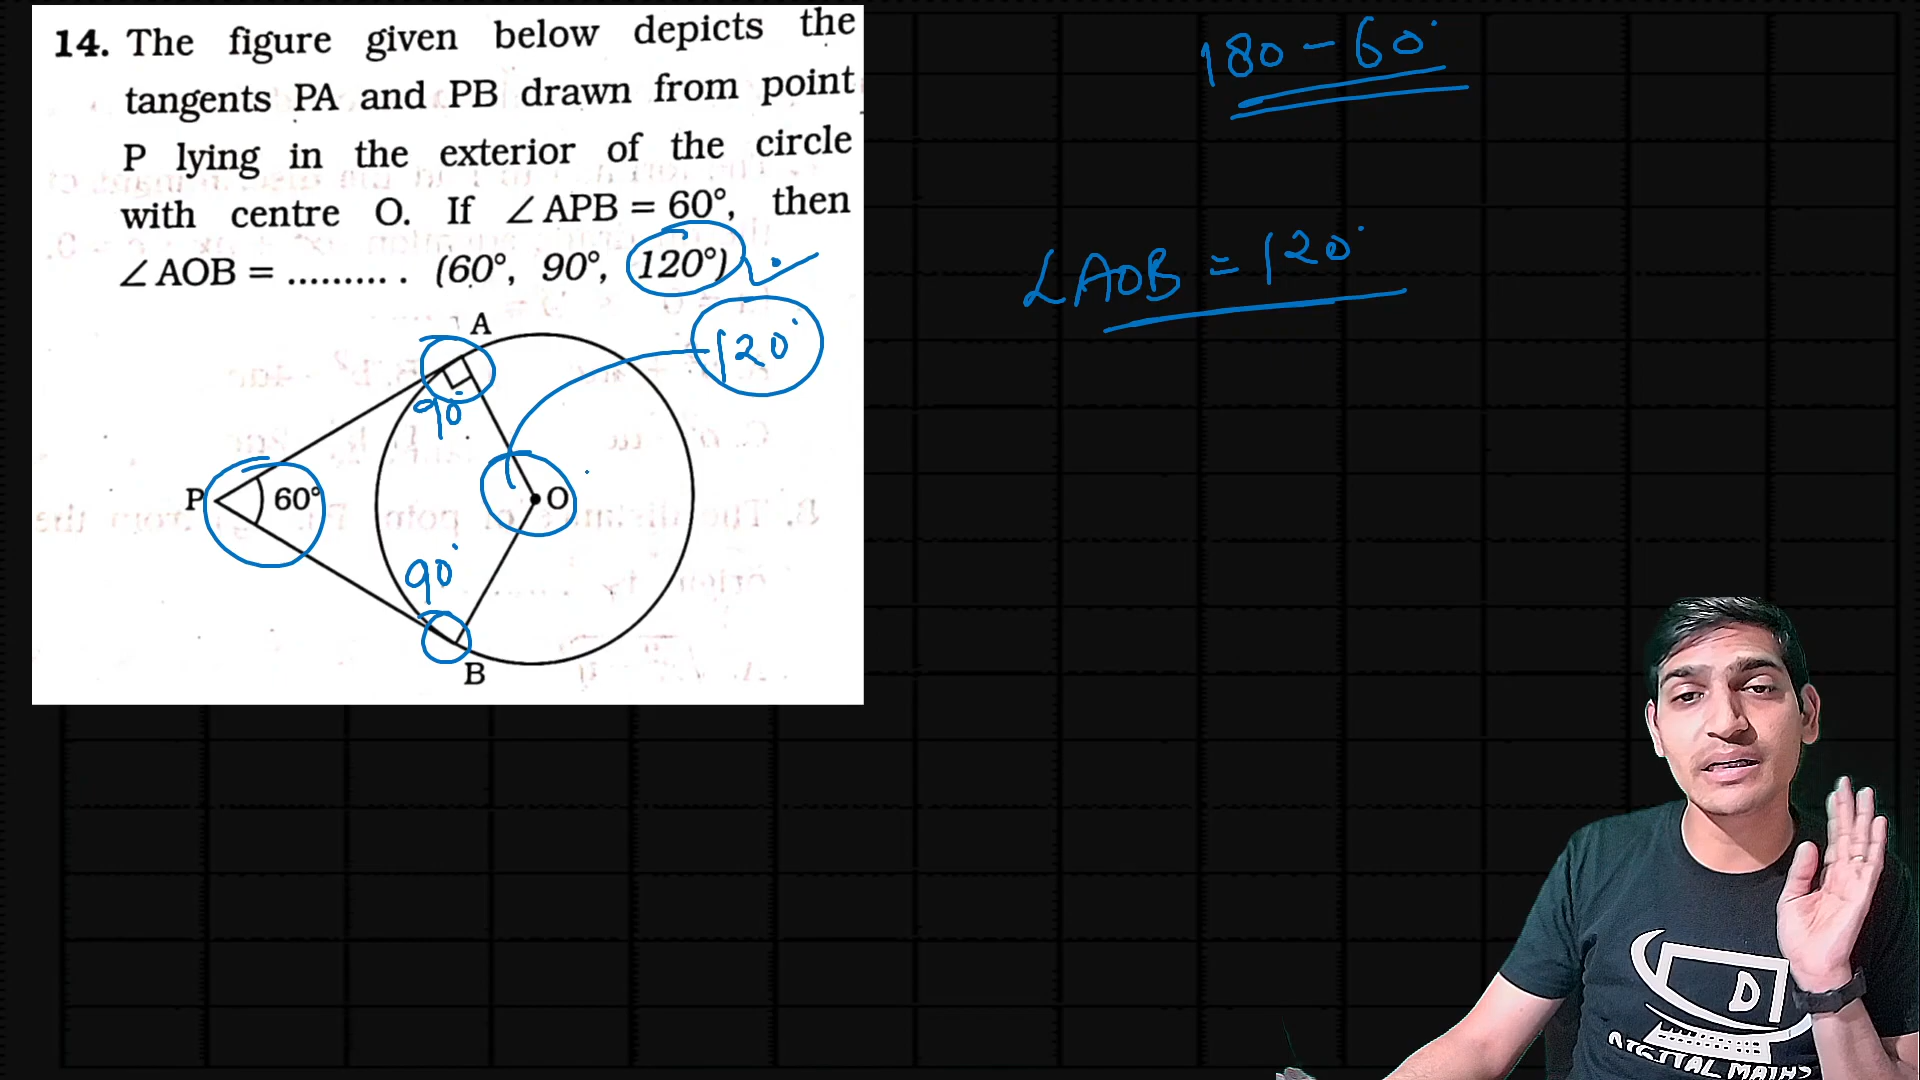 14. The figure given below depicts the
tangents PA and PB drawn from point
P lying in the exterior of the circle
with centre O. If ∠APB = 60°, then
∠AOB = .......... . (60°, 90°, 120°)
120°
A
90°
P
60°
O
90°
B
180 - 60°
∠AOB = 120°
D
DIGITAL MATHS